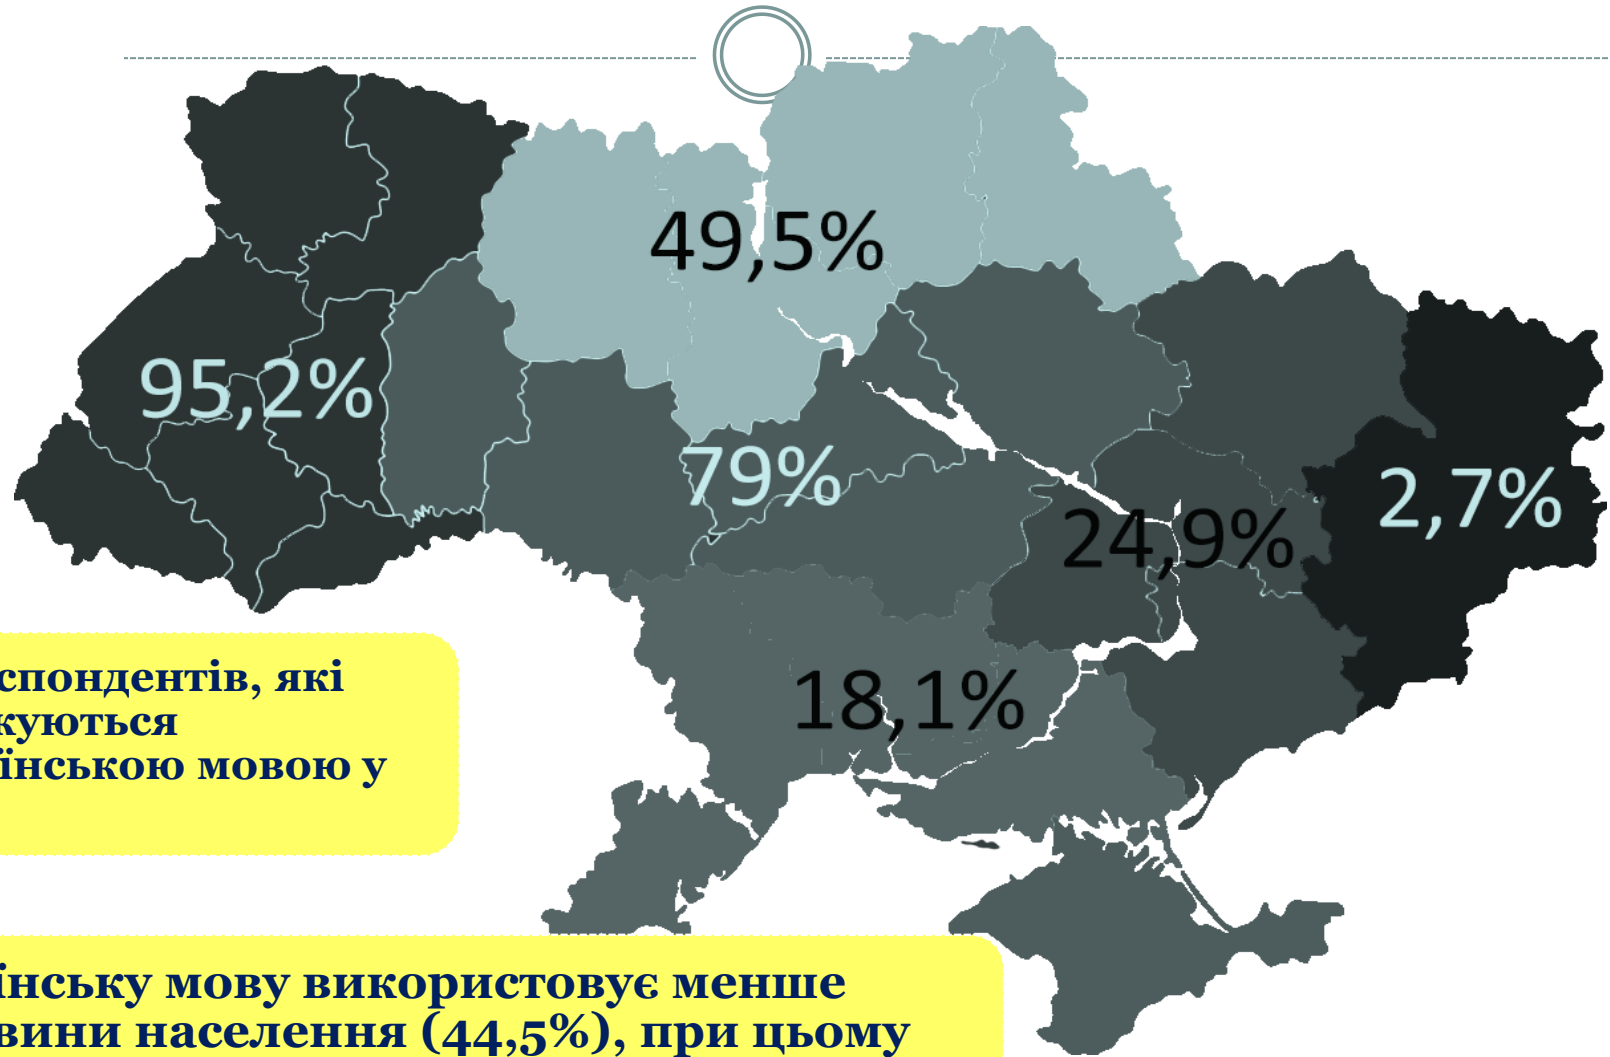 49,5%
95,2%
79%
2,7%
24,9%
18,1%
спондентів, які
куються
їнською мовою у
інську мову використовує менше
вини населення (44,5%), при цьому